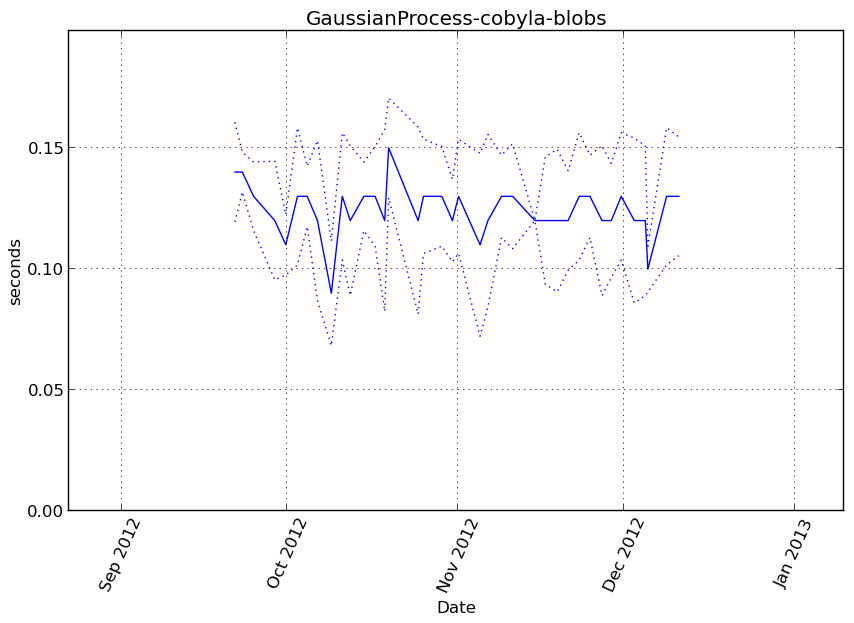 GaussianProcess-cobyla-blobs
seconds
0.15
0.10
0.05
0.00
Sep 2012
Oct 2012
Nov 2012
Dec 2012
Jan 2013
Date